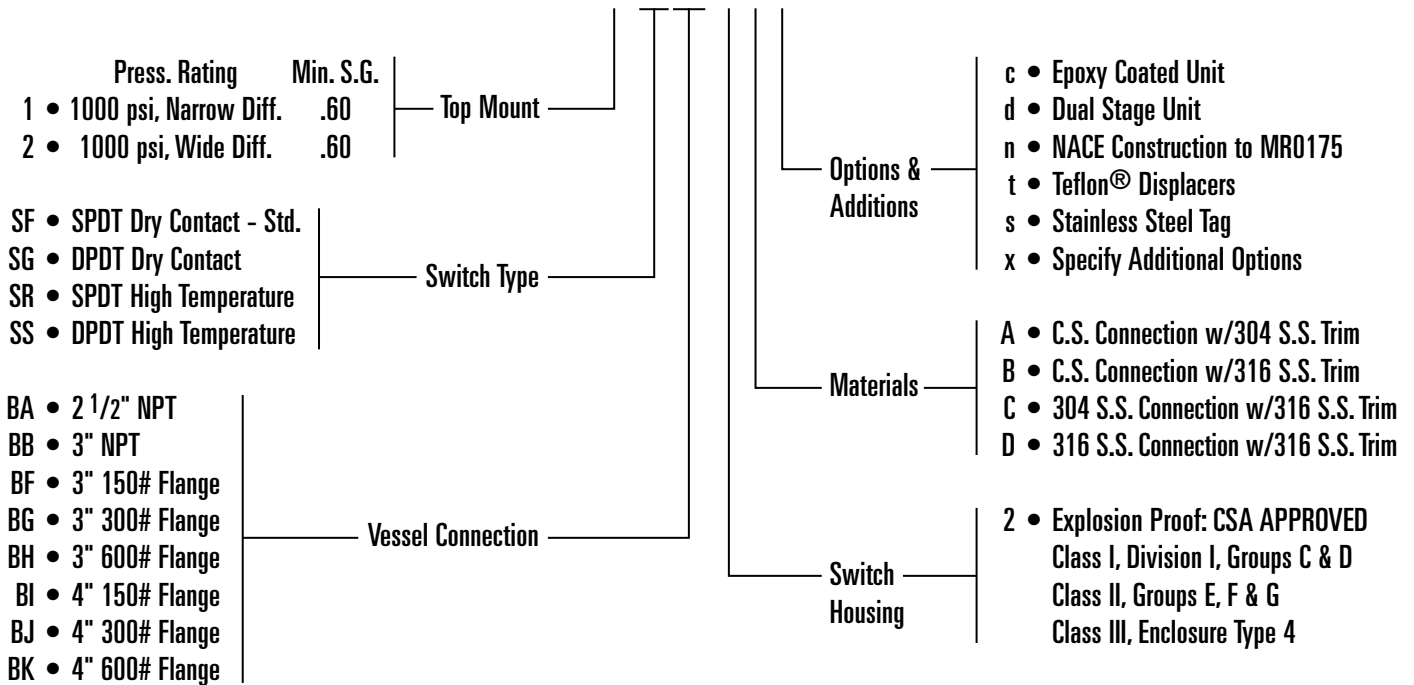 Press. Rating Min. S.G.
1 • 1000 psi, Narrow Diff. .60
2 • 1000 psi, Wide Diff. .60
Top Mount
SF • SPDT Dry Contact - Std.
SG • DPDT Dry Contact
SR • SPDT High Temperature
SS • DPDT High Temperature
Switch Type
BA • 2 1/2" NPT
BB • 3" NPT
BF • 3" 150# Flange
BG • 3" 300# Flange
BH • 3" 600# Flange
BI • 4" 150# Flange
BJ • 4" 300# Flange
BK • 4" 600# Flange
Vessel Connection
Options &
Additions
c • Epoxy Coated Unit
d • Dual Stage Unit
n • NACE Construction to MR0175
t • Teflon® Displacers
s • Stainless Steel Tag
x • Specify Additional Options
Materials
A • C.S. Connection w/304 S.S. Trim
B • C.S. Connection w/316 S.S. Trim
C • 304 S.S. Connection w/316 S.S. Trim
D • 316 S.S. Connection w/316 S.S. Trim
Switch
Housing
2 • Explosion Proof: CSA APPROVED
Class I, Division I, Groups C & D
Class II, Groups E, F & G
Class III, Enclosure Type 4